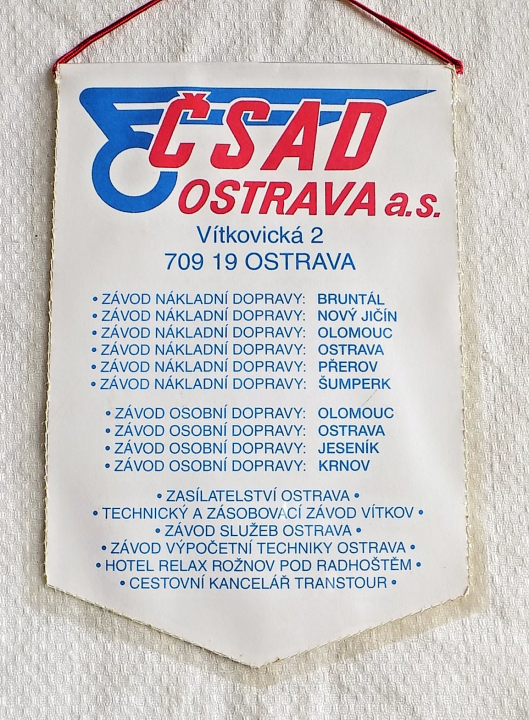 ČSAD
OSTRAVA a.s.
Vítkovická 2
709 19 OSTRAVA
• ZÁVOD NÁKLADNÍ DOPRAVY: BRUNTÁL
• ZÁVOD NÁKLADNÍ DOPRAVY: NOVÝ JIČÍN
• ZÁVOD NÁKLADNÍ DOPRAVY: OLOMOUC
• ZÁVOD NÁKLADNÍ DOPRAVY: OSTRAVA
• ZÁVOD NÁKLADNÍ DOPRAVY: PŘEROV
• ZÁVOD NÁKLADNÍ DOPRAVY: ŠUMPERK
• ZÁVOD OSOBNÍ DOPRAVY: OLOMOUC
• ZÁVOD OSOBNÍ DOPRAVY: OSTRAVA
• ZÁVOD OSOBNÍ DOPRAVY: JESENÍK
• ZÁVOD OSOBNÍ DOPRAVY: KRNOV
• ZASÍLATELSTVÍ OSTRAVA •
• TECHNICKÝ A ZÁSOBOVACÍ ZÁVOD VÍTKOV •
• ZÁVOD SLUŽEB OSTRAVA •
• ZÁVOD VÝPOČETNÍ TECHNIKY OSTRAVA •
• HOTEL RELAX ROŽNOV POD RADHOŠTĚM •
• CESTOVNÍ KANCELÁŘ TRANSTOUR •